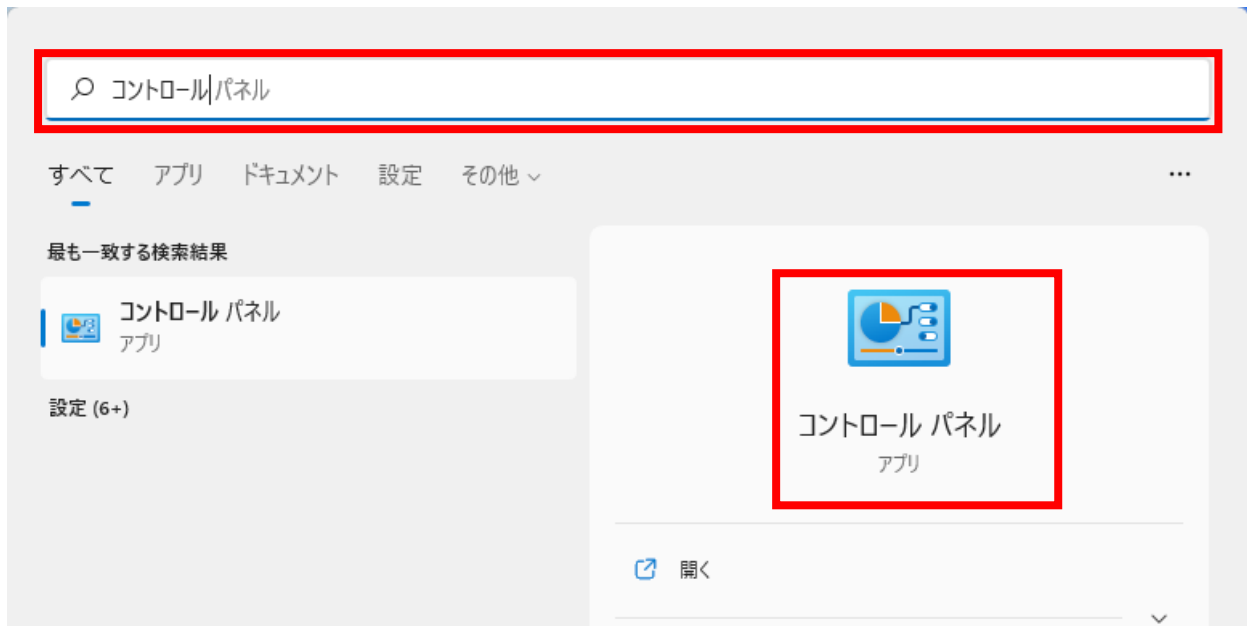 コントロールパネル
すべて アプリ ドキュメント 設定 その他
...
最も一致する検索結果
コントロール パネル
アプリ
設定 (6+)
コントロール パネル
アプリ
開く